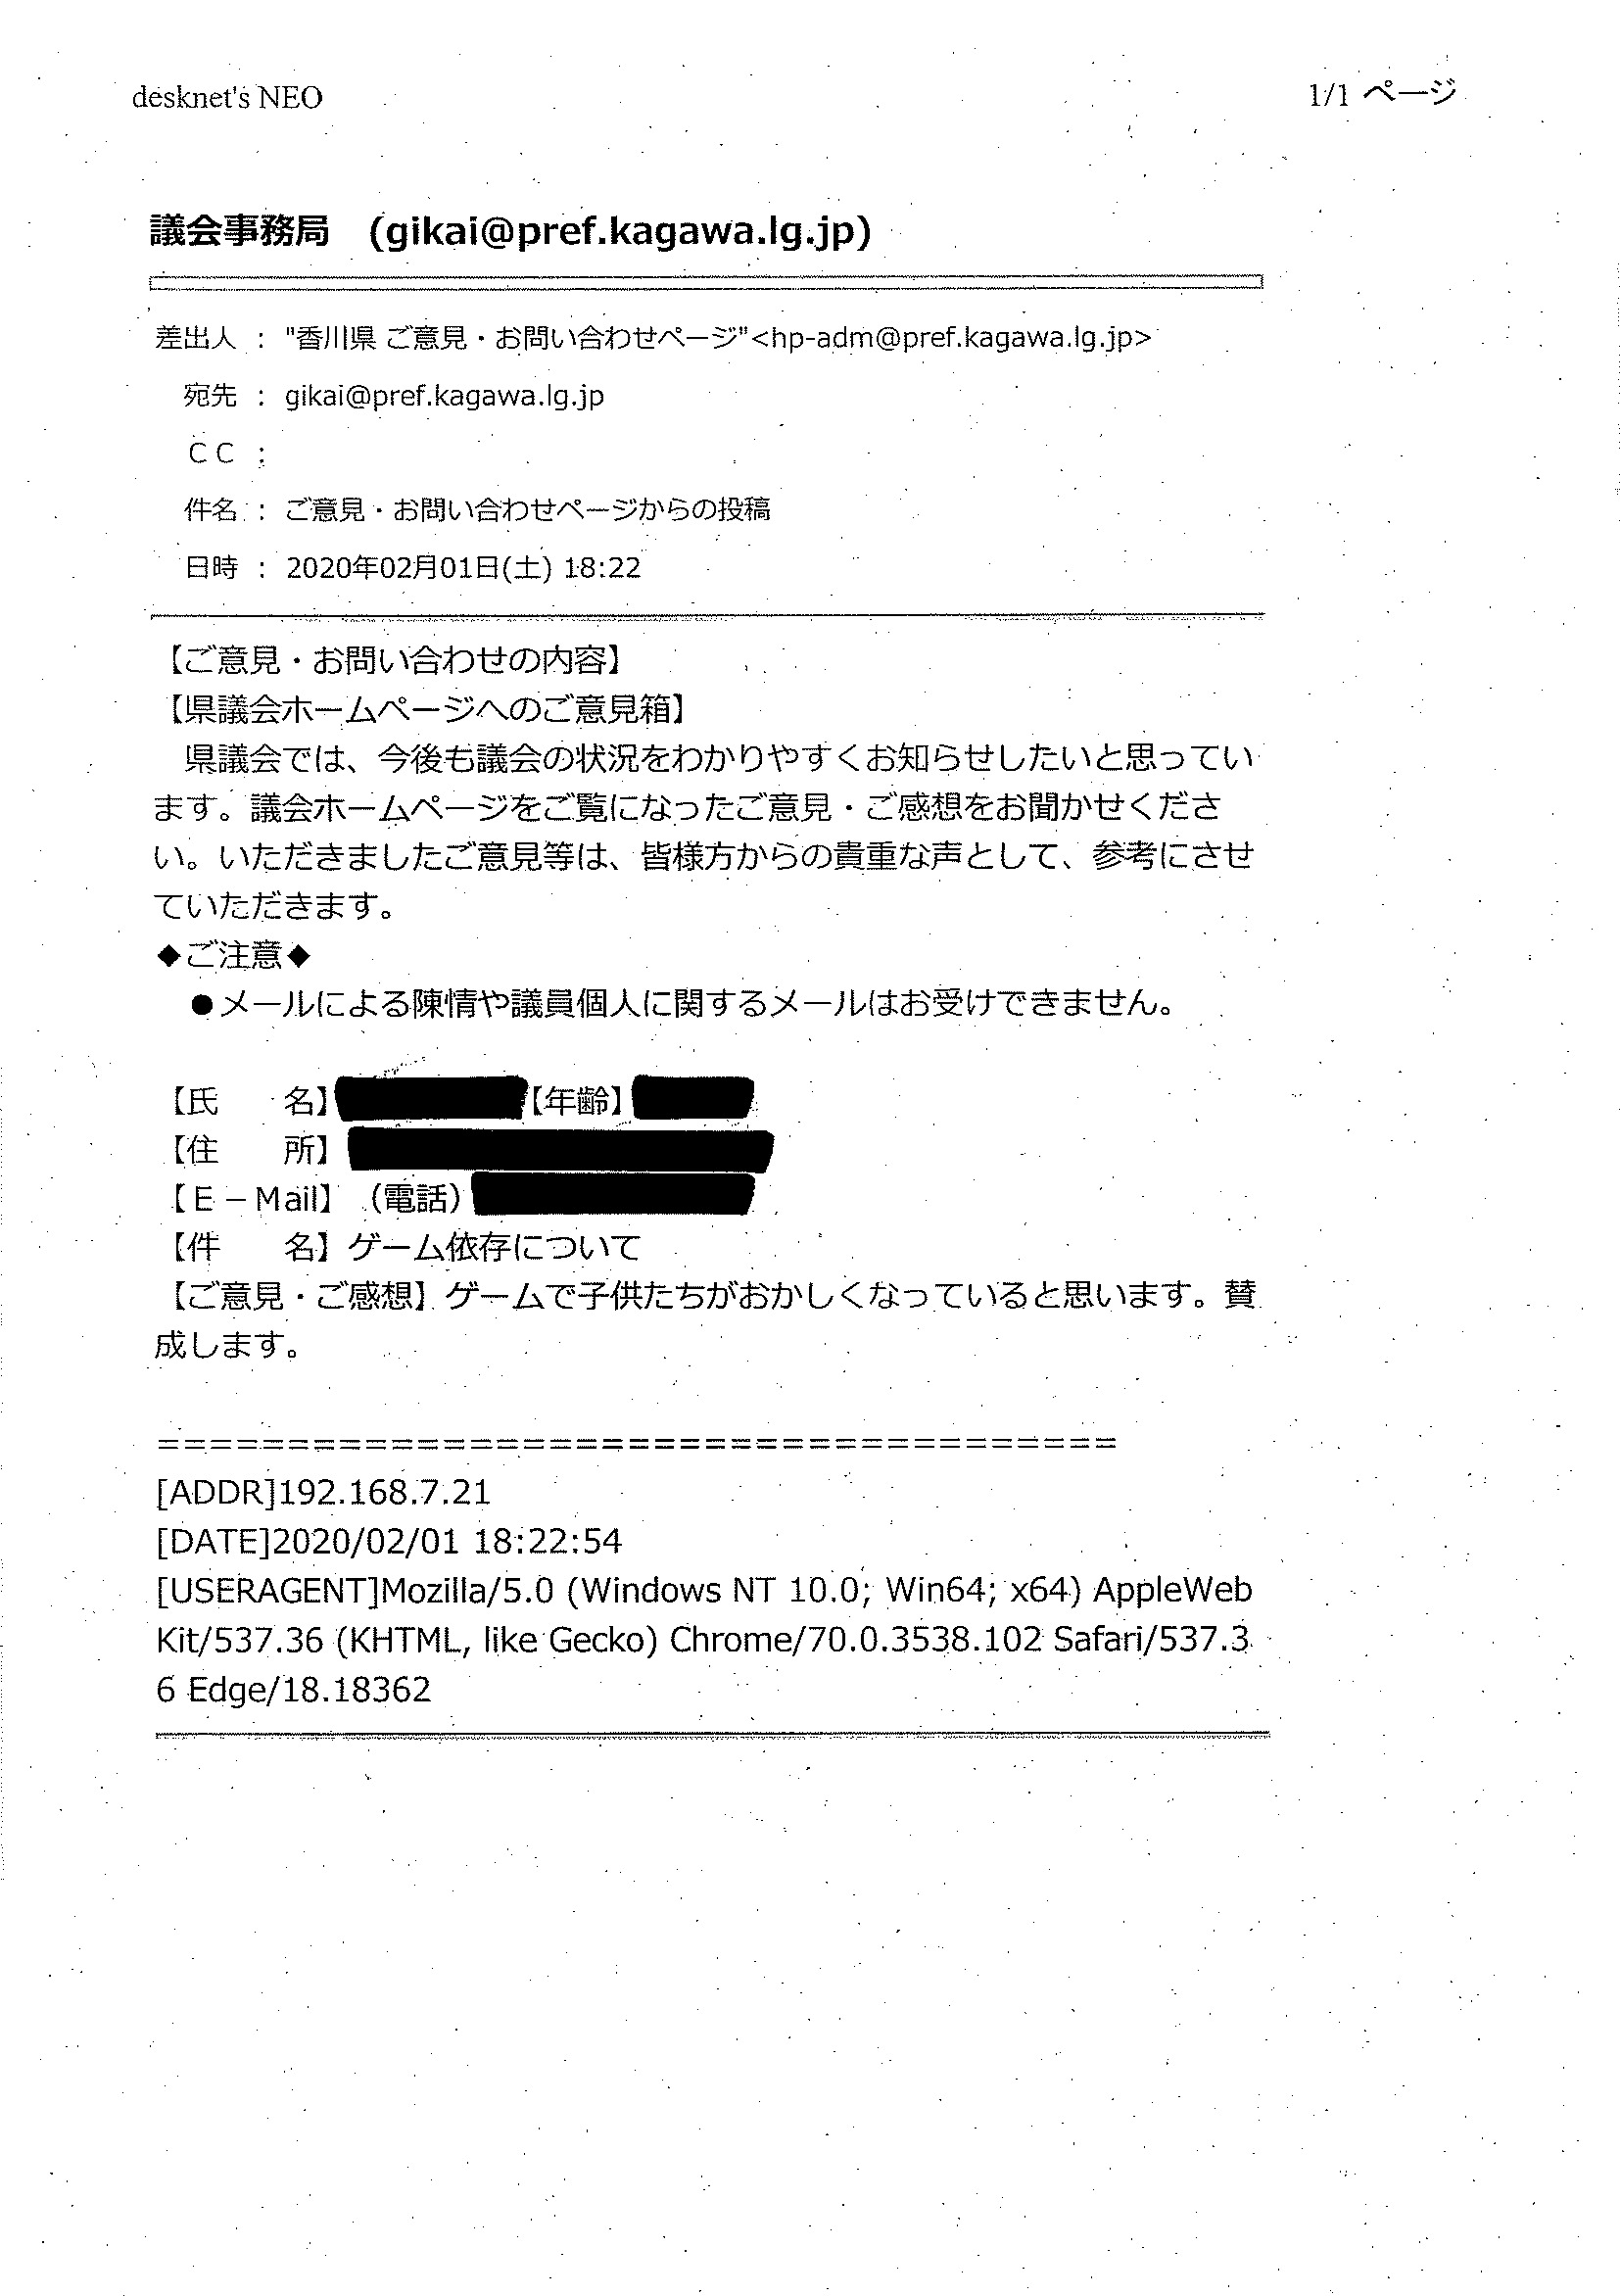 desknet's NEO
1/1 ページ
議会事務局 (gikai@pref.kagawa.lg.jp)
差出人 : "香川県 ご意見・お問い合わせページ"<hp-adm@pref.kagawa.lg.jp>
宛先 : gikai@pref.kagawa.lg.jp
ＣＣ :
件名 : ご意見・お問い合わせページからの投稿
日時 : 2020年02月01日(土) 18:22
【ご意見・お問い合わせの内容】
【県議会ホームページへのご意見箱】
　県議会では、今後も議会の状況をわかりやすくお知らせしたいと思ってい
ます。議会ホームページをご覧になったご意見・ご感想をお聞かせくださ
い。いただきましたご意見等は、皆様方からの貴重な声として、参考にさせ
ていただきます。
◆ご注意◆
　●メールによる陳情や議員個人に関するメールはお受けできません。
【氏　　名】 【年齢】
【住　　所】
【Ｅ－Mail】（電話）
【件　　名】ゲーム依存について
【ご意見・ご感想】ゲームで子供たちがおかしくなっていると思います。賛
成します。
=====================================
[ADDR]192.168.7.21
[DATE]2020/02/01 18:22:54
[USERAGENT]Mozilla/5.0 (Windows NT 10.0; Win64; x64) AppleWeb
Kit/537.36 (KHTML, like Gecko) Chrome/70.0.3538.102 Safari/537.3
6 Edge/18.18362